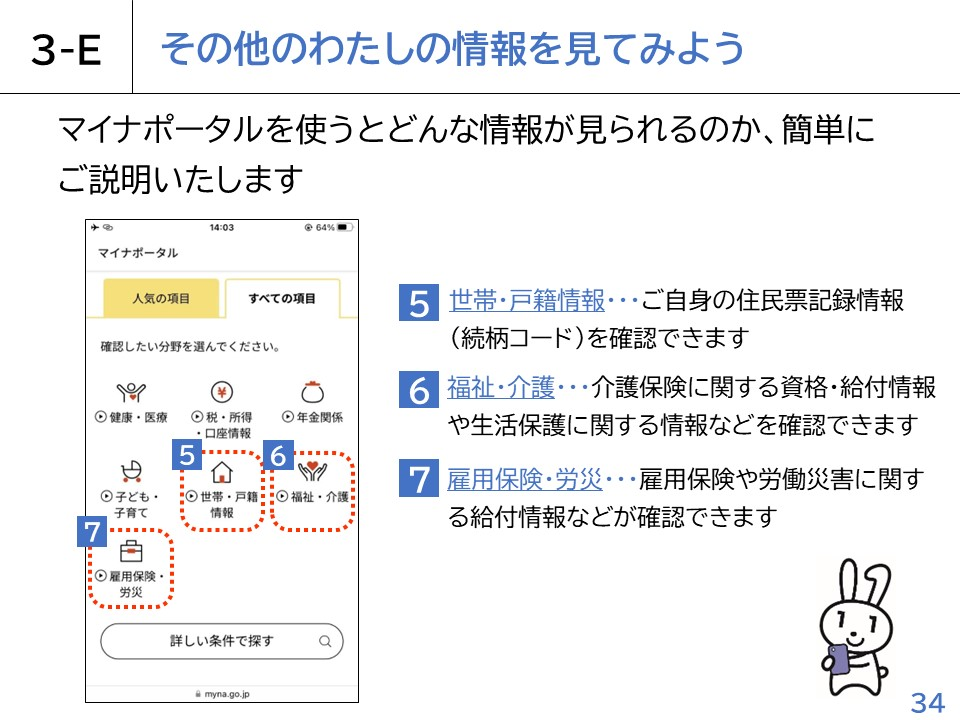 3-E
その他のわたしの情報を見てみよう
マイナポータルを使うとどんな情報が見られるのか、簡単に
ご説明いたします
14:03
64%
マイナポータル
人気の項目
すべての項目
確認したい分野を選んでください。
健康・医療
税・所得
・口座情報
年金関係
子ども・
子育て
5
世帯・戸籍
情報
6
福祉・介護
7
雇用保険・
労災
詳しい条件で探す
myna.go.jp
5 世帯・戸籍情報・・・ご自身の住民票記録情報
（続柄コード）を確認できます
6 福祉・介護・・・介護保険に関する資格・給付情報
や生活保護に関する情報などを確認できます
7 雇用保険・労災・・・雇用保険や労働災害に関す
る給付情報などが確認できます
34